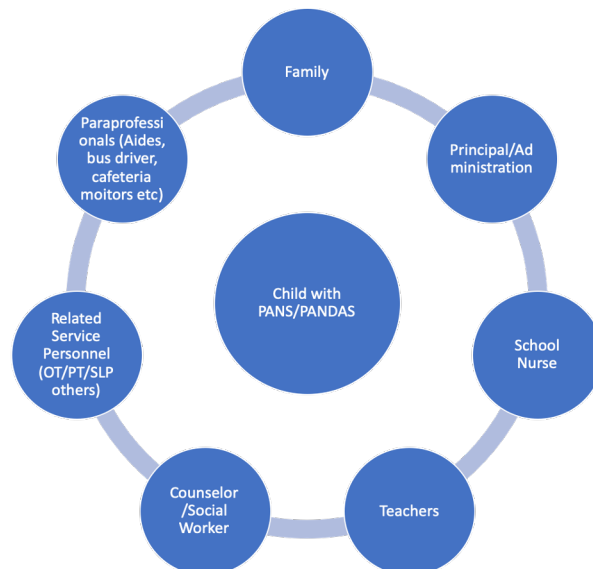 Family
Principal/Ad
ministration
School
Nurse
Teachers
Counselor
/Social
Worker
Related
Service
Personnel
(OT/PT/SLP
others)
Paraprofessi
onals (Aides,
bus driver,
cafeteria
moitors etc)
Child with
PANS/PANDAS